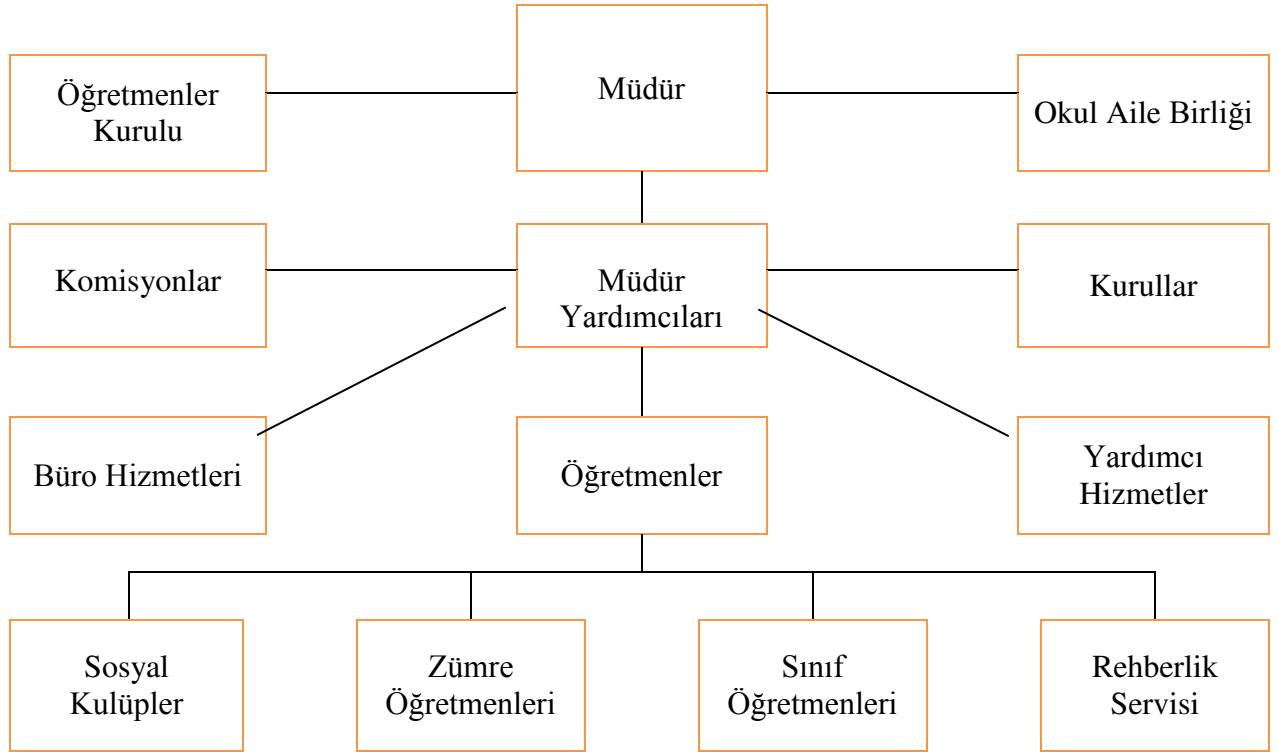 Öğretmenler
Kurulu
Müdür
Okul Aile Birliği
Komisyonlar
Müdür
Yardımcıları
Kurullar
Büro Hizmetleri
Öğretmenler
Yardımcı
Hizmetler
Sosyal
Kulüpler
Zümre
Öğretmenleri
Sınıf
Öğretmenleri
Rehberlik
Servisi